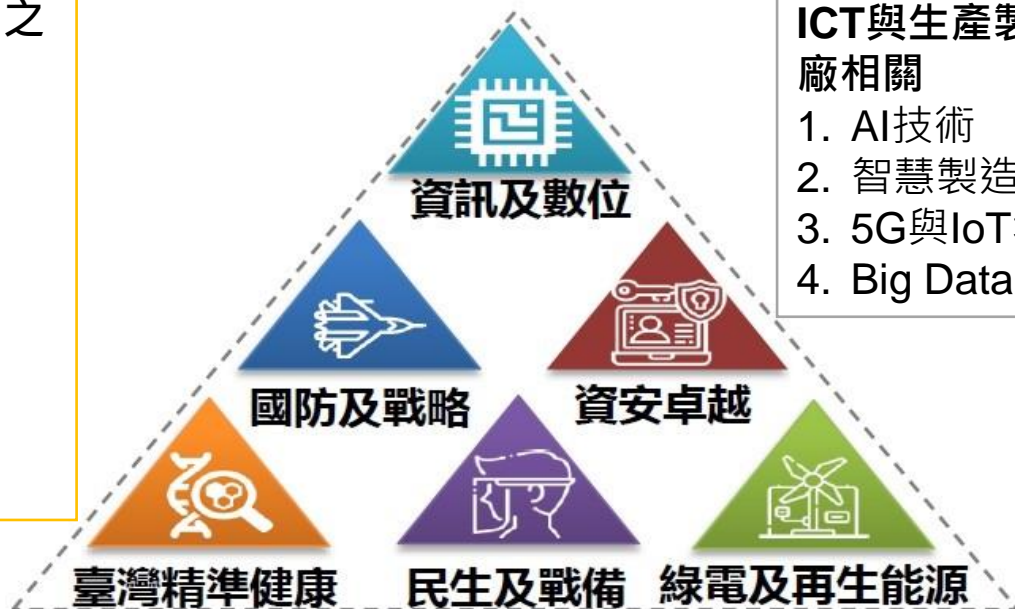 之
ICT與生產製
廠相關
1. AI技術
2. 智慧製造
3. 5G與IoT
4. Big Data
資訊及數位
國防及戰略
資安卓越
臺灣精準健康
民生及戰備
綠電及再生能源